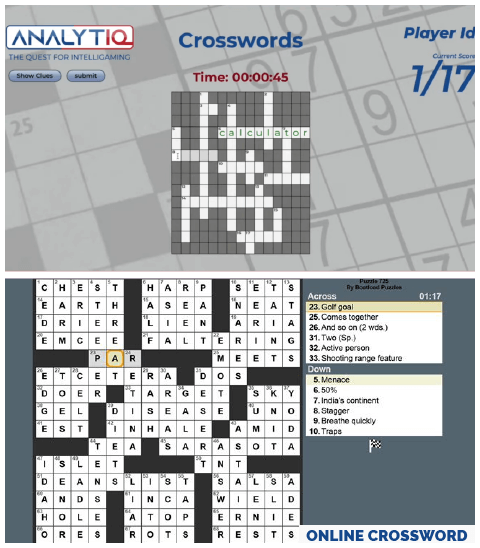 ANALYTIQ
THE QUEST FOR INTELLIGAMING
Show Clues
submit
Crosswords
Player Id
Current Score
1/17
Time: 00:00:45
25
6
7
9
calculator
Puzzle 725
By Boatload Puzzles
Across 01:17
23. Golf goal
25. Comes together
26. And so on (2 wds.)
31. Two (Sp.)
32. Active person
33. Shooting range feature
Down
5. Menace
6. 50%
7. India's continent
8. Stagger
9. Breathe quickly
10. Traps
CHEST HARP SETS
EARTH ASEA NEAT
DRIER LIEN ARIA
EMCEE FALTERING
PAR MEETS
ETCETERA DOS
DOER TARGET SKY
GEL DISEASE UNO
EST INHALE AMID
TEA SARASOTA
ISLET TNT
DEANSLIST SALSA
ANDS INCA WIELD
HOLE ATOP ERNIE
ORES ROTS RESTS
ONLINE CROSSWORD